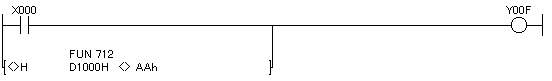 X000 Y00F
FUN 712
[◇H D1000H ◇ AAh ]